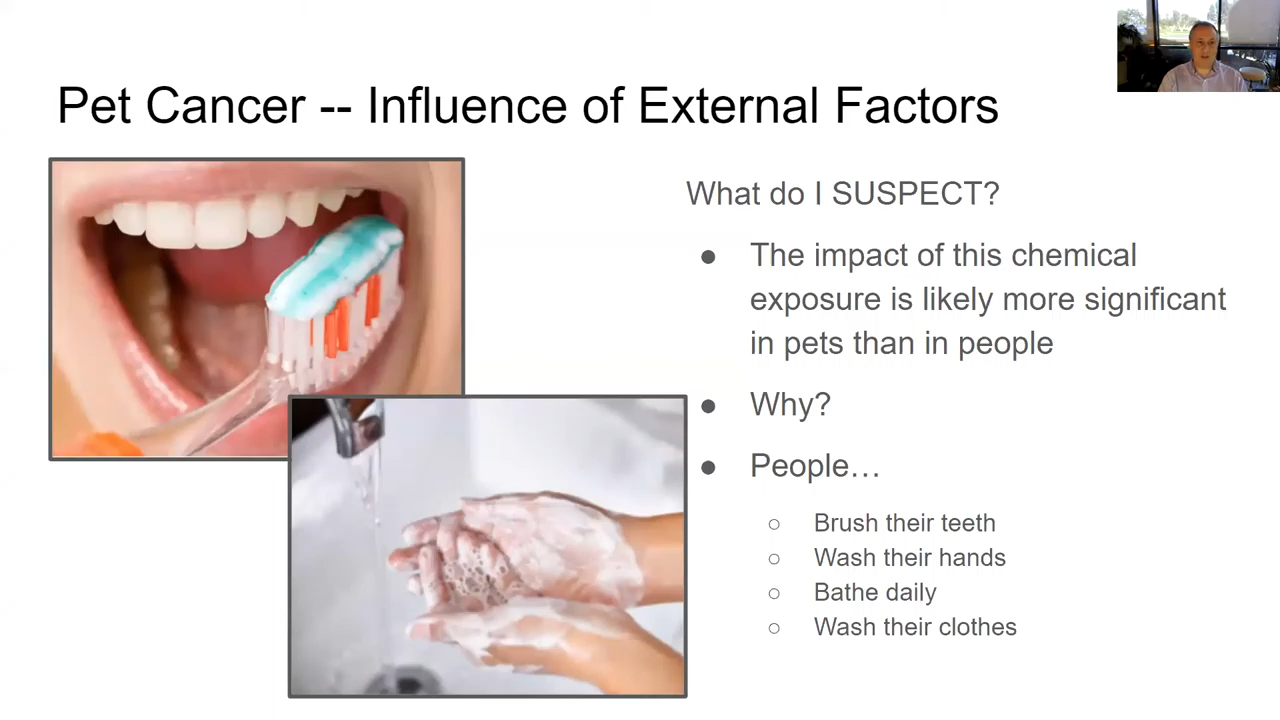 Pet Cancer -- Influence of External Factors
What do I SUSPECT?
● The impact of this chemical
exposure is likely more significant
in pets than in people
● Why?
● People…
○ Brush their teeth
○ Wash their hands
○ Bathe daily
○ Wash their clothes